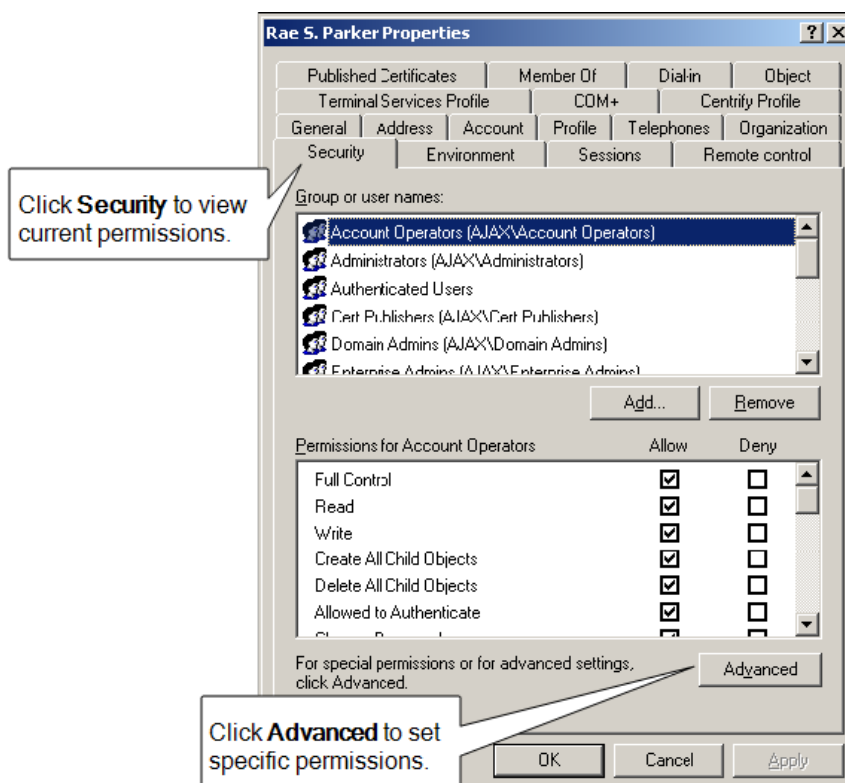 Rae S. Parker Properties
Published Certificates Member Of Dial-in Object
Terminal Services Profile COM+ Centrify Profile
General Address Account Profile Telephones Organization
Security Environment Sessions Remote control
Click Security to view
current permissions.
Group or user names:
Account Operators (AJAX\Account Operators)
Administrators (AJAX\Administrators)
Authenticated Users
Cert Publishers (AJAX\Cert Publishers)
Domain Admins (AJAX\Domain Admins)
Enterprise Admins (AJAX\Enterprise Admins)
Add... Remove
Permissions for Account Operators Allow Deny
Full Control
Read
Write
Create All Child Objects
Delete All Child Objects
Allowed to Authenticate
For special permissions or for advanced settings,
click Advanced.
Advanced
Click Advanced to set
specific permissions.
OK Cancel Apply